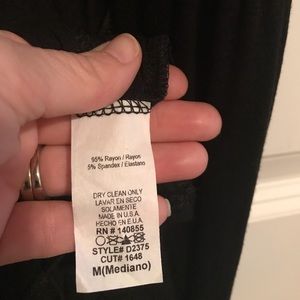 95% Rayon / Rayon
5% Spandex / Elastano
DRY CLEAN ONLY
LAVAR EN SECO
SOLAMENTE
MADE IN U.S.A.
HECHO EN E.U.A.
RN # 140855
STYLE# D2375
CUT# 1648
M(Mediano)